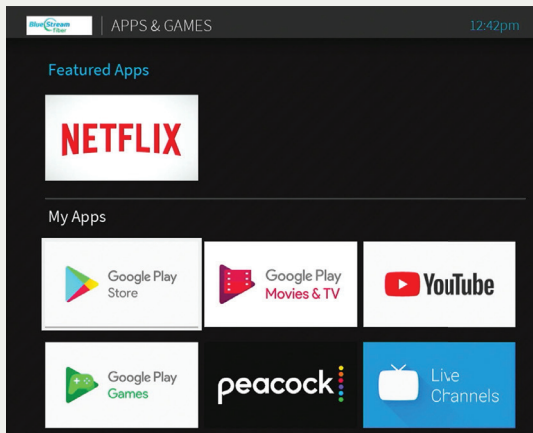 BlueStream
fiber
APPS & GAMES
12:42pm
Featured Apps
NETFLIX
My Apps
Google Play
Store
Google Play
Movies & TV
YouTube
Google Play
Games
peacock
Live
Channels